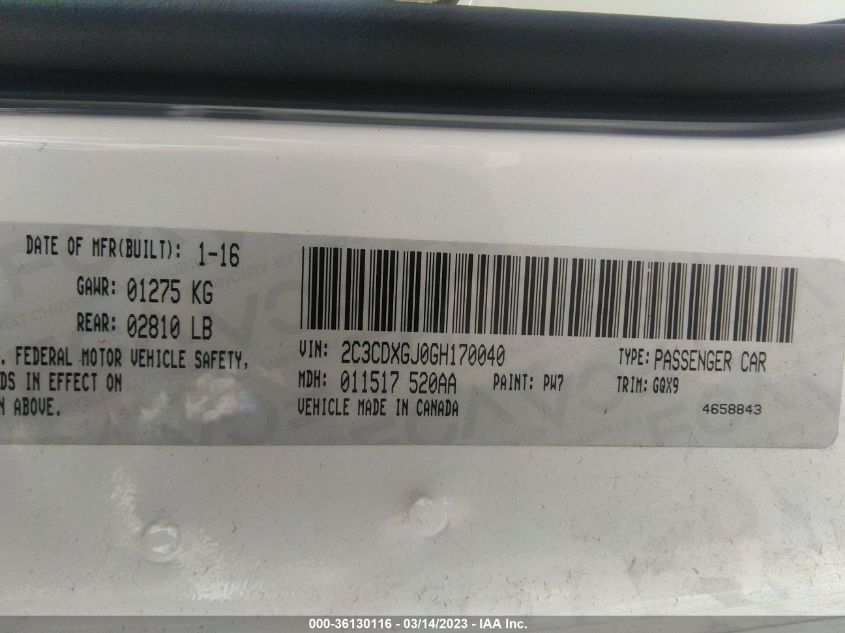 DATE OF MFR(BUILT): 1-16
GAWR: 01275 KG
REAR: 02810 LB
. FEDERAL MOTOR VEHICLE SAFETY,
DS IN EFFECT ON
N ABOVE.
VIN: 2C3CDXGJ0GH170040
TYPE: PASSENGER CAR
MDH: 011517 520AA
PAINT: PW7
TRIM: GQX9
VEHICLE MADE IN CANADA
4658843
000-36130116 — 03/14/2023 — IAA Inc.